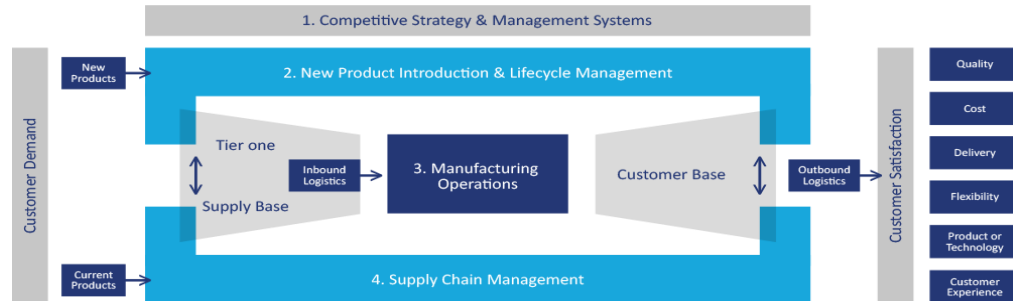 1. Competitive Strategy & Management Systems
Customer Demand
New
Products
2. New Product Introduction & Lifecycle Management
Tier one
Supply Base
Inbound
Logistics
3. Manufacturing
Operations
Customer Base
Outbound
Logistics
Current
Products
4. Supply Chain Management
Customer Satisfaction
Quality
Cost
Delivery
Flexibility
Product or
Technology
Customer
Experience